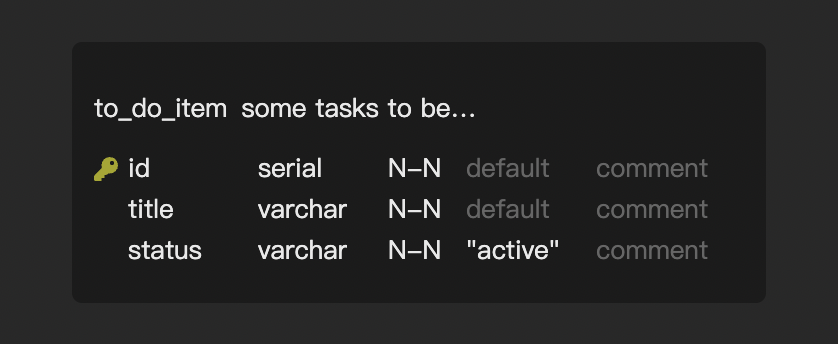 to_do_item some tasks to be...
id serial N-N default comment
title varchar N-N default comment
status varchar N-N "active" comment